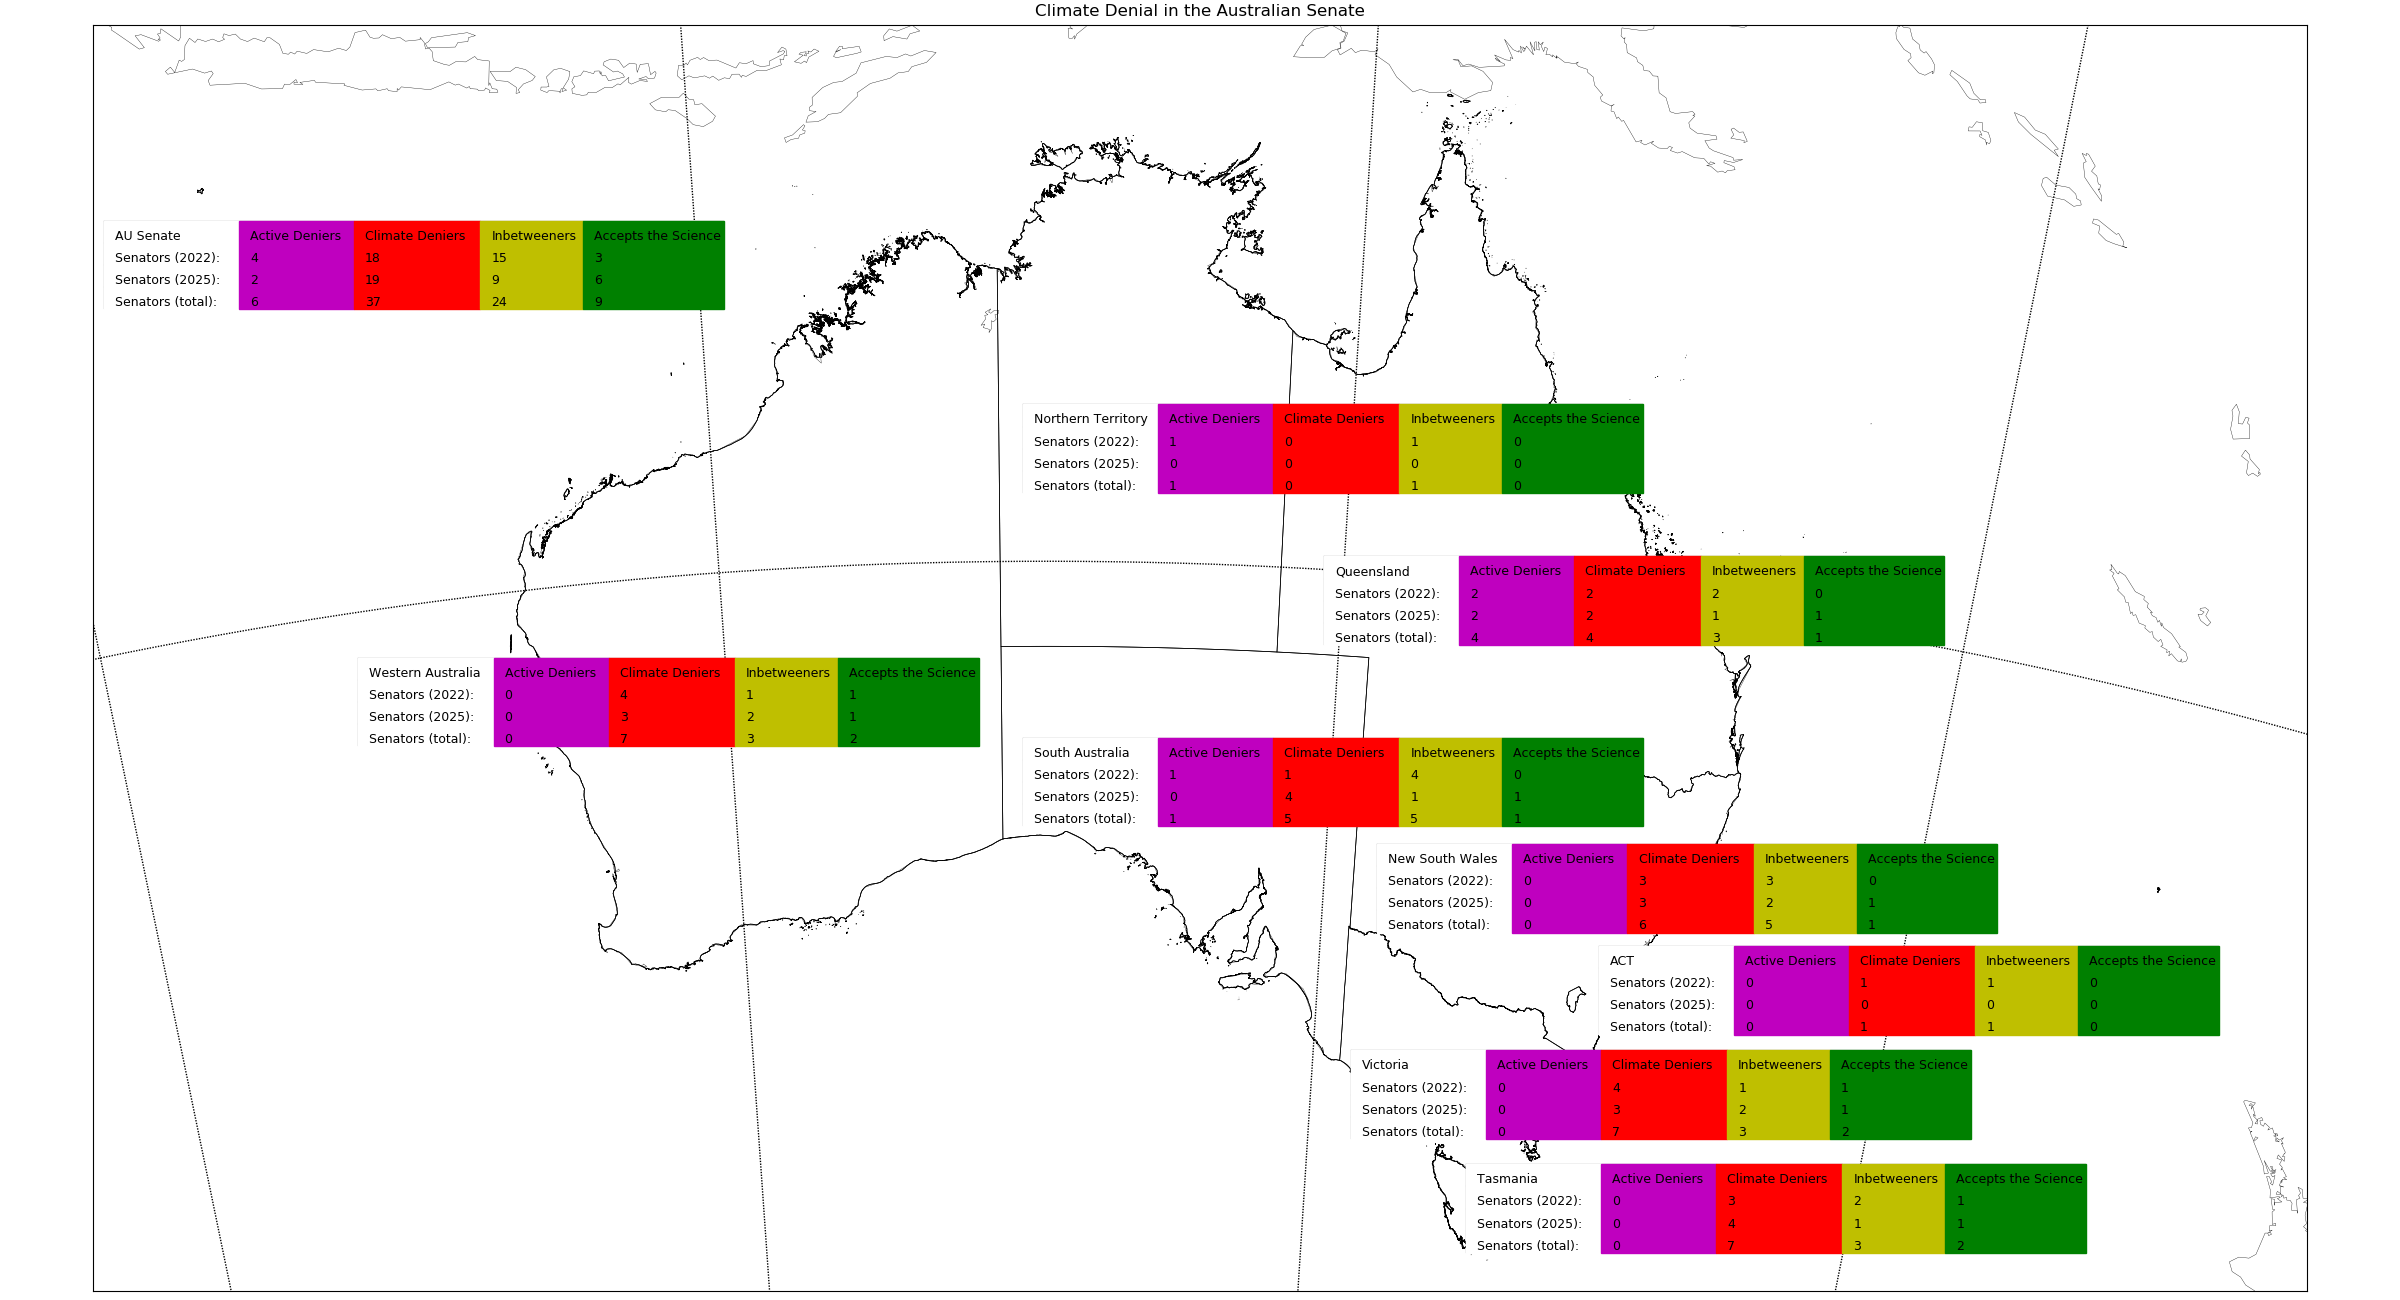 Climate Denial in the Australian Senate
AU Senate Active Deniers Climate Deniers Inbetweeners Accepts the Science
Senators (2022): 4 18 15 3
Senators (2025): 2 19 9 6
Senators (total): 6 37 24 9
Northern Territory Active Deniers Climate Deniers Inbetweeners Accepts the Science
Senators (2022): 1 0 1 0
Senators (2025): 0 0 0 0
Senators (total): 1 0 1 0
Queensland Active Deniers Climate Deniers Inbetweeners Accepts the Science
Senators (2022): 2 2 2 0
Senators (2025): 2 2 1 1
Senators (total): 4 4 3 1
Western Australia Active Deniers Climate Deniers Inbetweeners Accepts the Science
Senators (2022): 0 4 1 1
Senators (2025): 0 3 2 1
Senators (total): 0 7 3 2
South Australia Active Deniers Climate Deniers Inbetweeners Accepts the Science
Senators (2022): 1 1 4 0
Senators (2025): 0 4 1 1
Senators (total): 1 5 5 1
New South Wales Active Deniers Climate Deniers Inbetweeners Accepts the Science
Senators (2022): 0 3 3 0
Senators (2025): 0 3 2 1
Senators (total): 0 6 5 1
ACT Active Deniers Climate Deniers Inbetweeners Accepts the Science
Senators (2022): 0 1 1 0
Senators (2025): 0 0 0 0
Senators (total): 0 1 1 0
Victoria Active Deniers Climate Deniers Inbetweeners Accepts the Science
Senators (2022): 0 4 1 1
Senators (2025): 0 3 2 1
Senators (total): 0 7 3 2
Tasmania Active Deniers Climate Deniers Inbetweeners Accepts the Science
Senators (2022): 0 3 2 1
Senators (2025): 0 4 1 1
Senators (total): 0 7 3 2